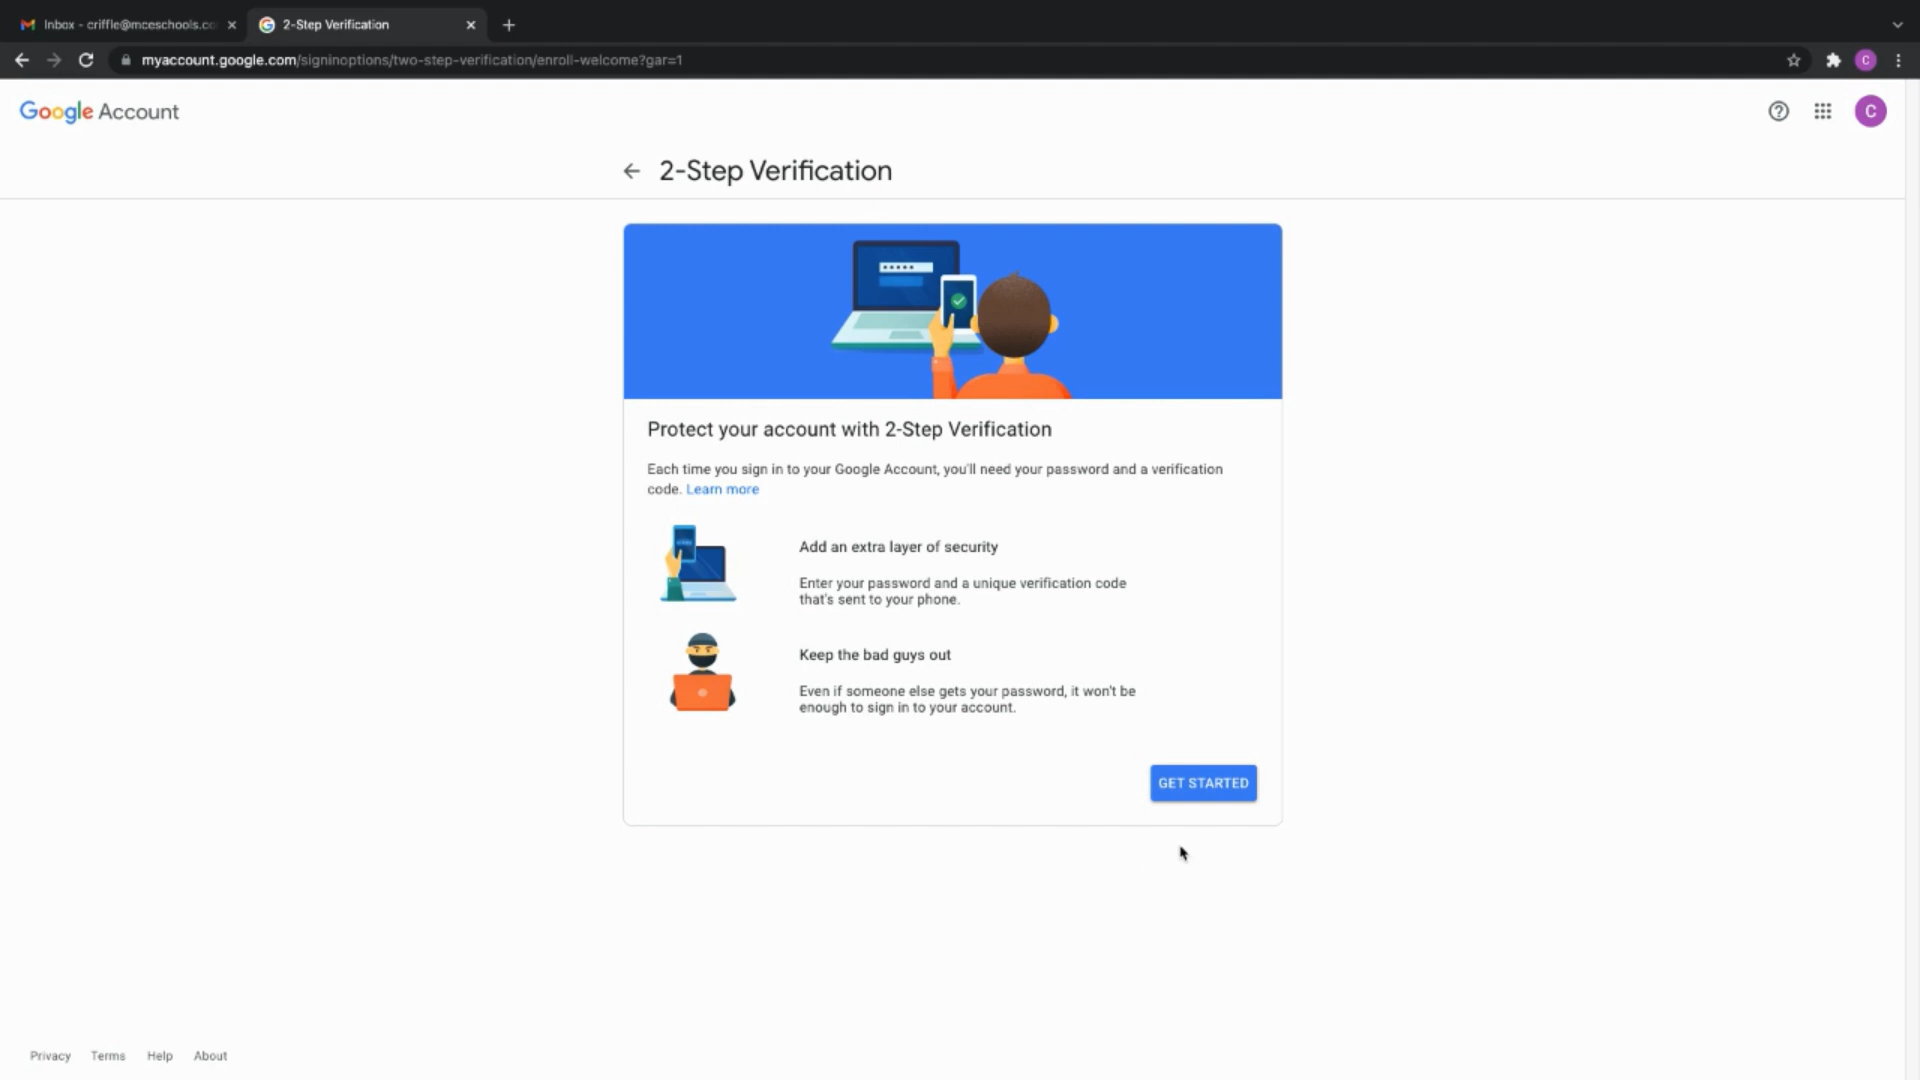 Inbox - criffle@mceschools.co
2-Step Verification
myaccount.google.com/signinoptions/two-step-verification/enroll-welcome?gar=1
C
Google Account
C
2-Step Verification
Protect your account with 2-Step Verification
Each time you sign in to your Google Account, you'll need your password and a verification
code. Learn more
Add an extra layer of security
Enter your password and a unique verification code
that's sent to your phone.
Keep the bad guys out
Even if someone else gets your password, it won't be
enough to sign in to your account.
GET STARTED
Privacy Terms Help About